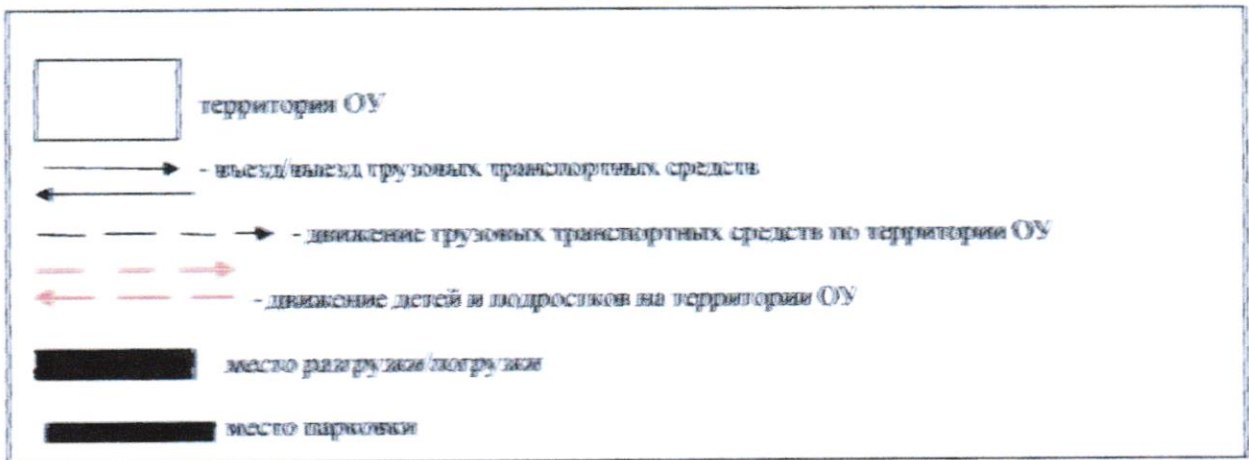 территория ОУ
- въезд/выезд грузовых транспортных средств
- движение грузовых транспортных средств по территории ОУ
- движение детей и подростков на территории ОУ
место разгрузки/погрузки
место парковки